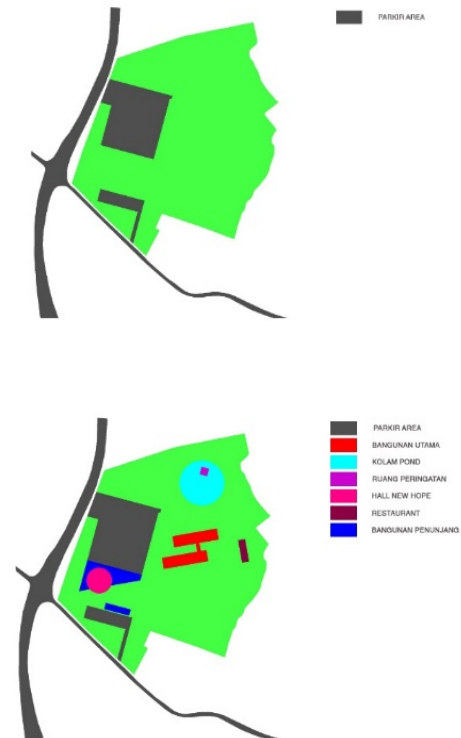 PARKIR AREA
PARKIR AREA
BANGUNAN UTAMA
KOLAM POND
RUANG PERINGATAN
HALL NEW HOPE
RESTAURANT
BANGUNAN PENUNJANG